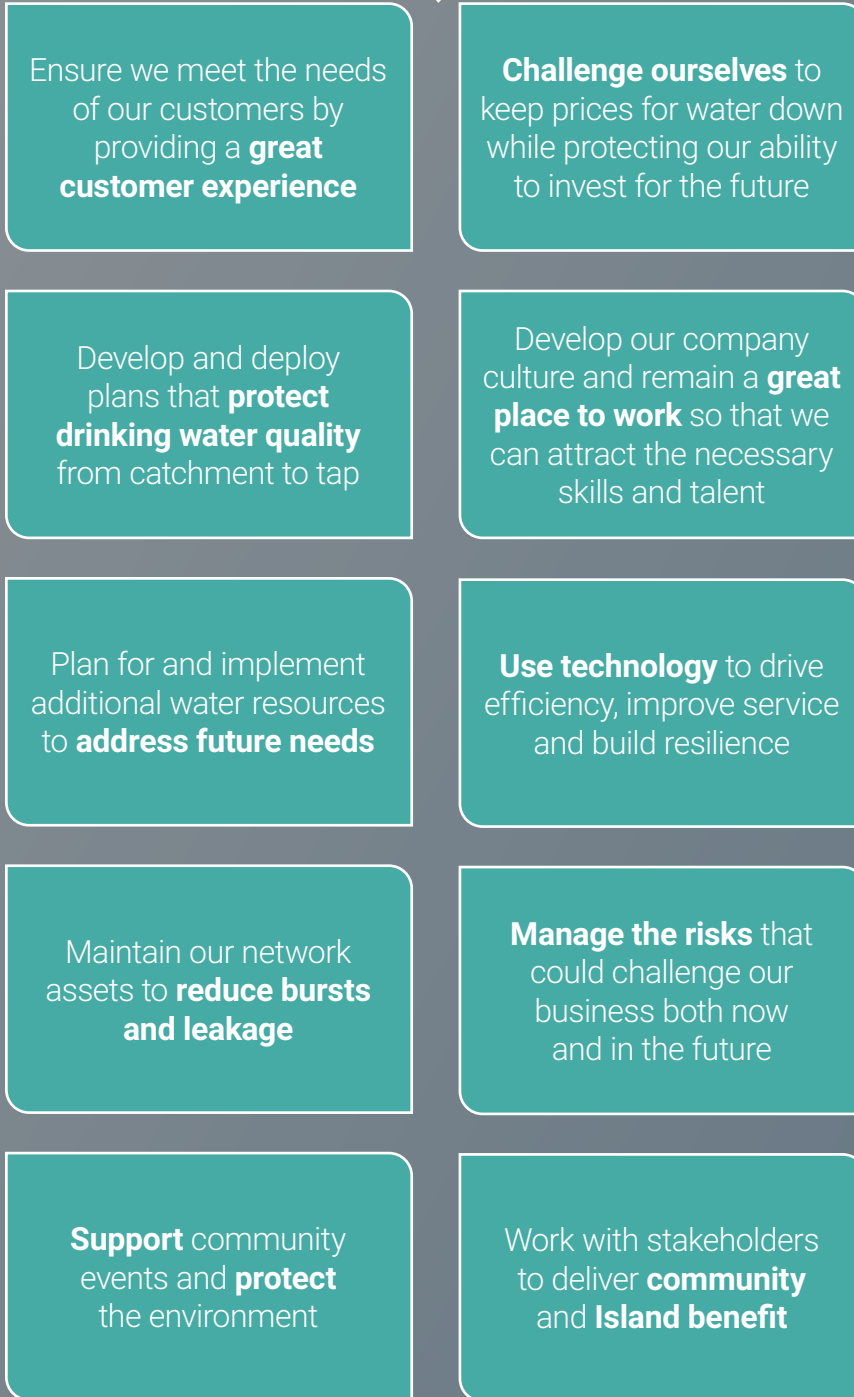 Ensure we meet the needs
of our customers by
providing a great
customer experience
Challenge ourselves to
keep prices for water down
while protecting our ability
to invest for the future
Develop and deploy
plans that protect
drinking water quality
from catchment to tap
Develop our company
culture and remain a great
place to work so that we
can attract the necessary
skills and talent
Plan for and implement
additional water resources
to address future needs
Use technology to drive
efficiency, improve service
and build resilience
Maintain our network
assets to reduce bursts
and leakage
Manage the risks that
could challenge our
business both now
and in the future
Support community
events and protect
the environment
Work with stakeholders
to deliver community
and Island benefit